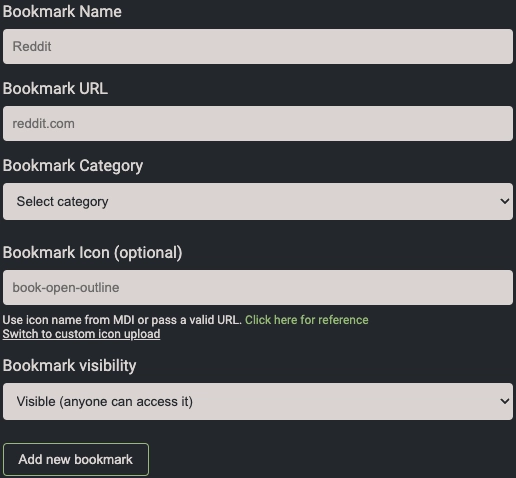 Bookmark Name
Reddit
Bookmark URL
reddit.com
Bookmark Category
Select category
Bookmark Icon (optional)
book-open-outline
Use icon name from MDI or pass a valid URL. Click here for reference
Switch to custom icon upload
Bookmark visibility
Visible (anyone can access it)
Add new bookmark